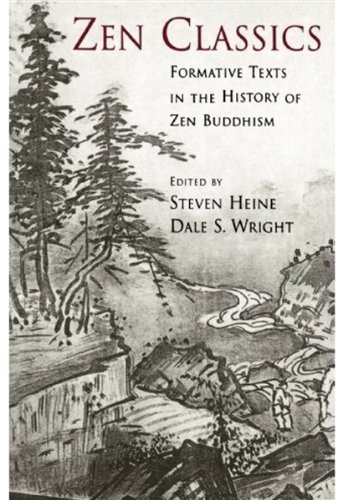 ZEN CLASSICS
FORMATIVE TEXTS
IN THE HISTORY OF
ZEN BUDDHISM
EDITED BY
STEVEN HEINE
DALE S. WRIGHT